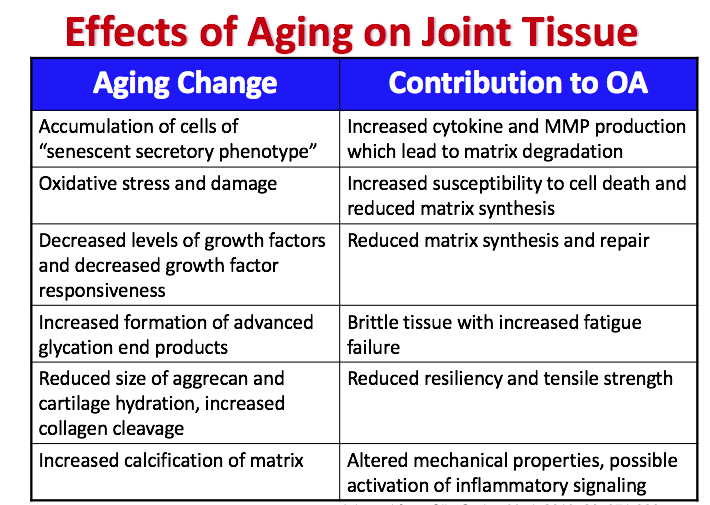 Effects of Aging on Joint Tissue
Aging Change
Contribution to OA
Accumulation of cells of
“senescent secretory phenotype”
Increased cytokine and MMP production
which lead to matrix degradation
Oxidative stress and damage
Increased susceptibility to cell death and
reduced matrix synthesis
Decreased levels of growth factors
and decreased growth factor
responsiveness
Reduced matrix synthesis and repair
Increased formation of advanced
glycation end products
Brittle tissue with increased fatigue
failure
Reduced size of aggrecan and
cartilage hydration, increased
collagen cleavage
Reduced resiliency and tensile strength
Increased calcification of matrix
Altered mechanical properties, possible
activation of inflammatory signaling